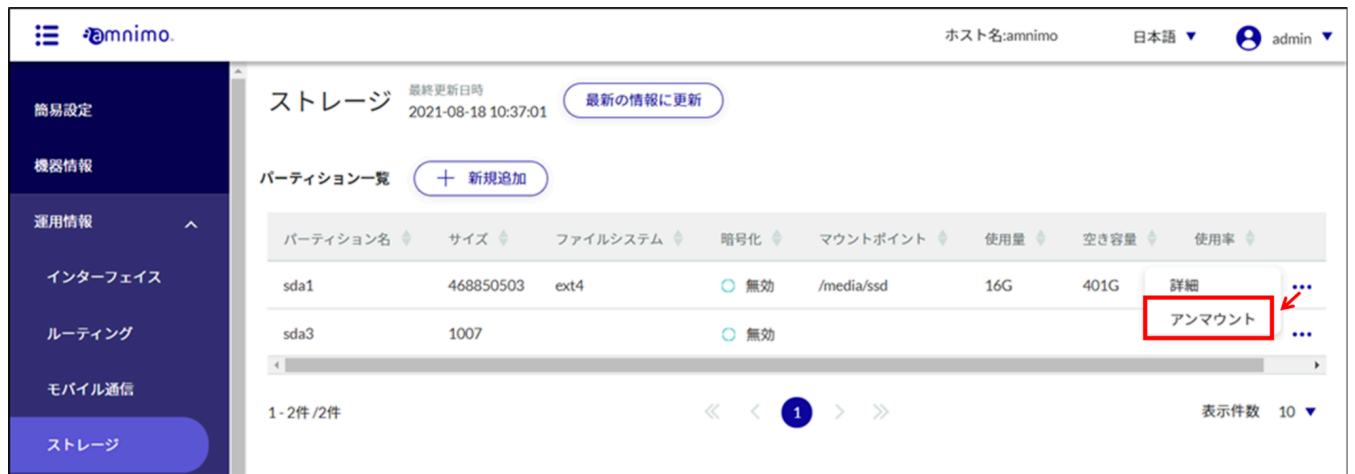 amnimo.
ホスト名:amnimo
日本語 ▼
admin ▼
簡易設定
機器情報
運用情報
インターフェイス
ルーティング
モバイル通信
ストレージ
ストレージ
最終更新日時
2021-08-18 10:37:01
最新の情報に更新
パーティション一覧
+ 新規追加
パーティション名 サイズ ファイルシステム 暗号化 マウントポイント 使用量 空き容量 使用率
sda1 468850503 ext4 無効 /media/ssd 16G 401G 詳細 •••
アンマウント
sda3 1007 無効 •••
1 - 2件 /2件
≪ < 1 > ≫
表示件数 10 ▼